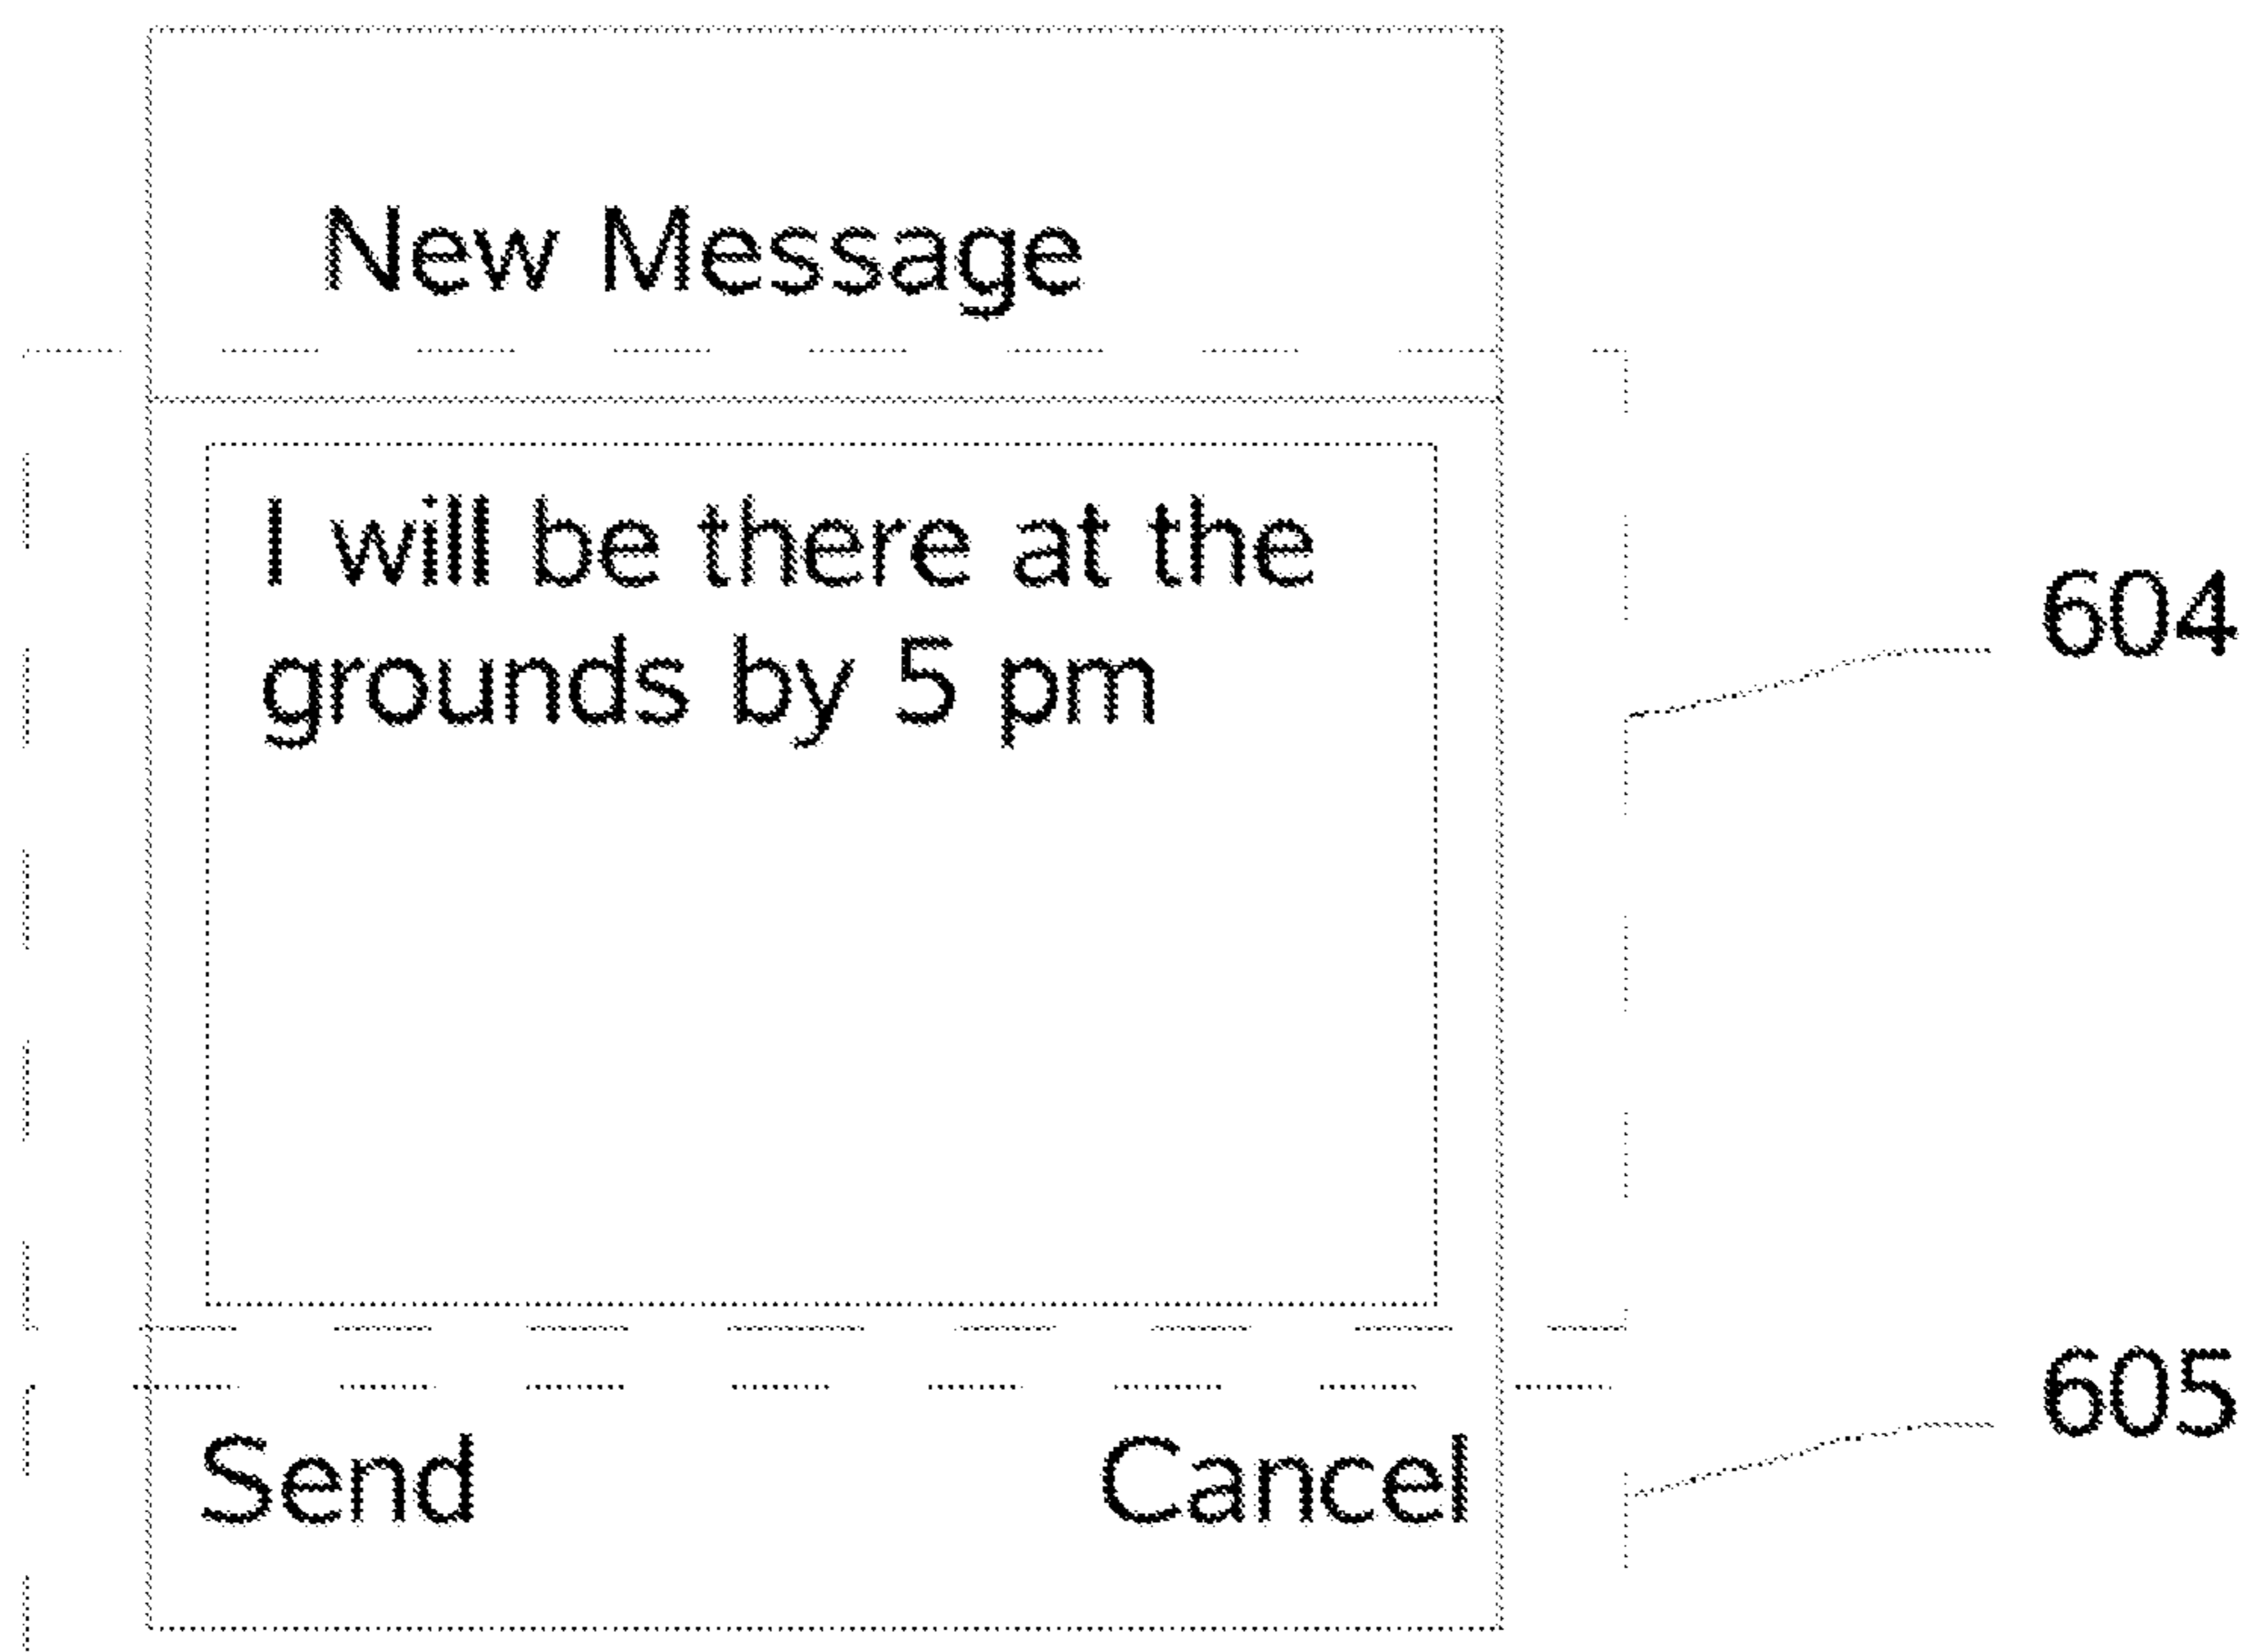 New Message
I will be there at the
grounds by 5 pm
604
605
Send Cancel